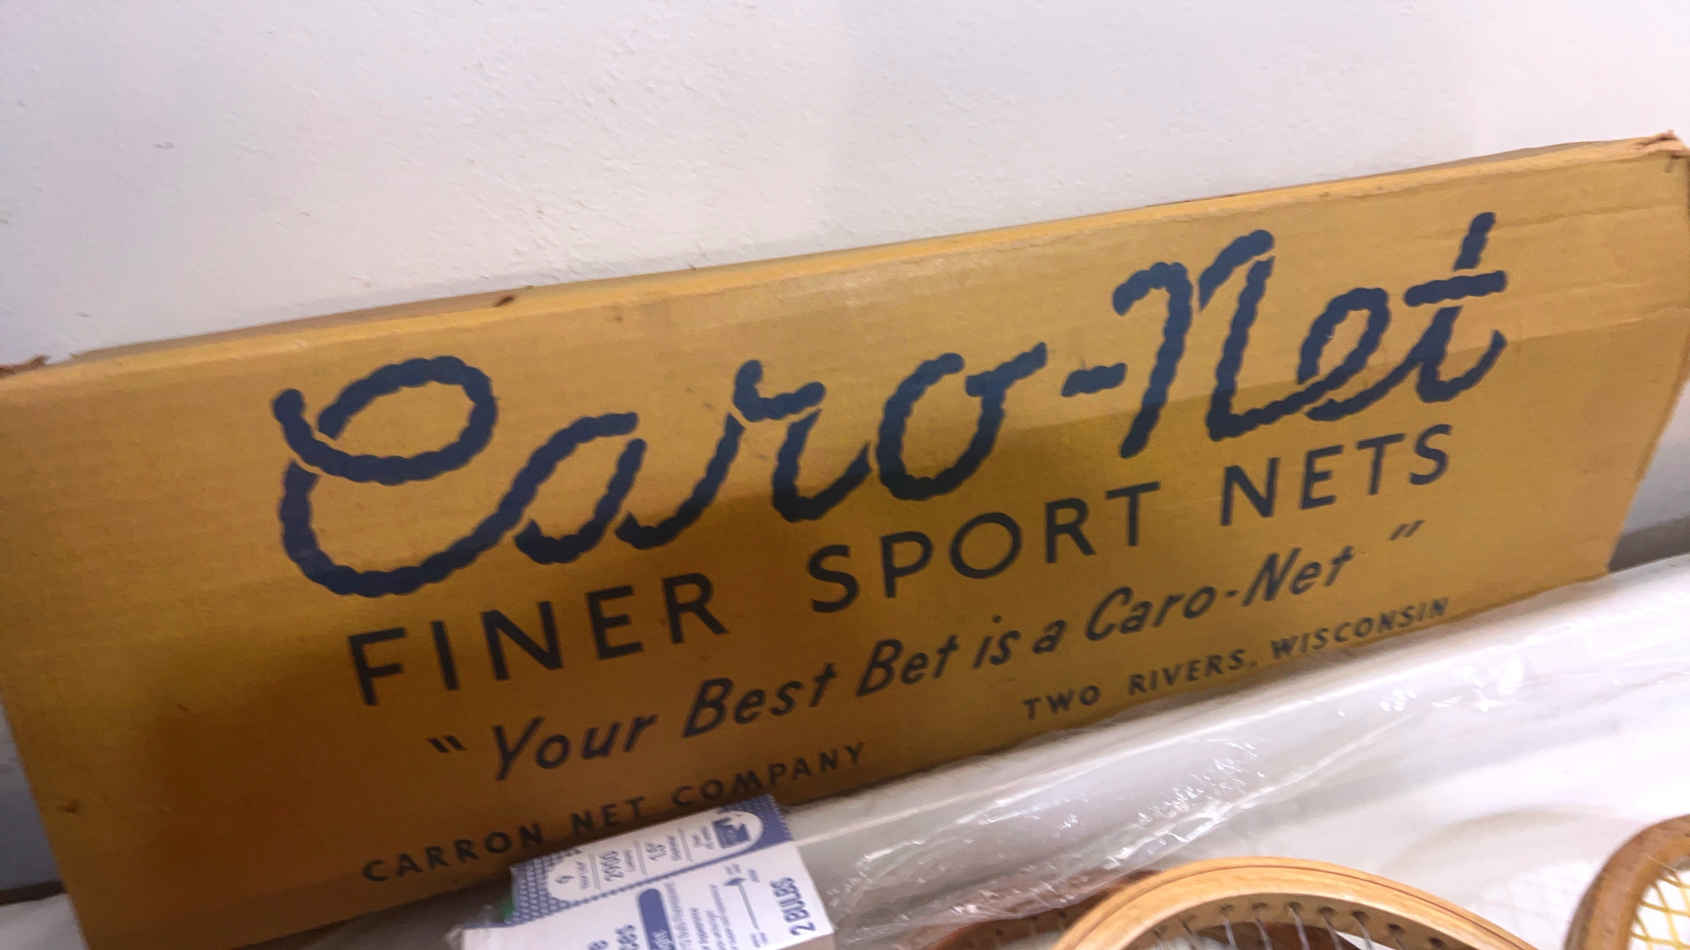 Caro-Net
FINER SPORT NETS
"Your Best Bet is a Caro-Net"
CARRON NET COMPANY TWO RIVERS, WISCONSIN
2 BULBS